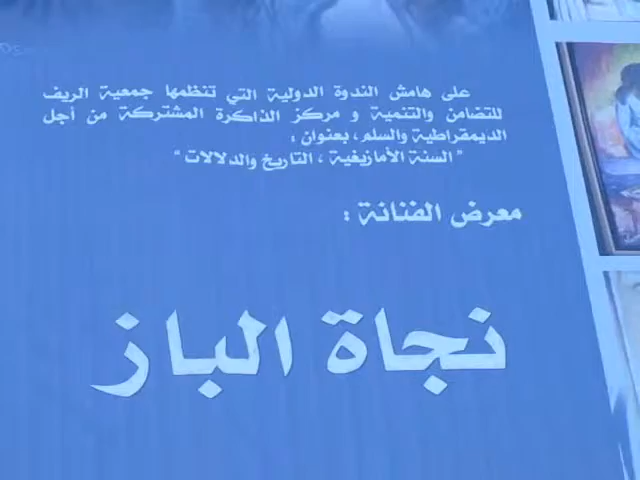 على هامش الندوة الدولية التي تنظمها جمعية الريف
للتضامن والتنمية و مركز الذاكرة المشتركة من أجل
الديمقراطية والسلم، بعنوان :
" السنة الأمازيغية ، التاريخ والدلالات "
معرض الفنانة :
نجاة الباز